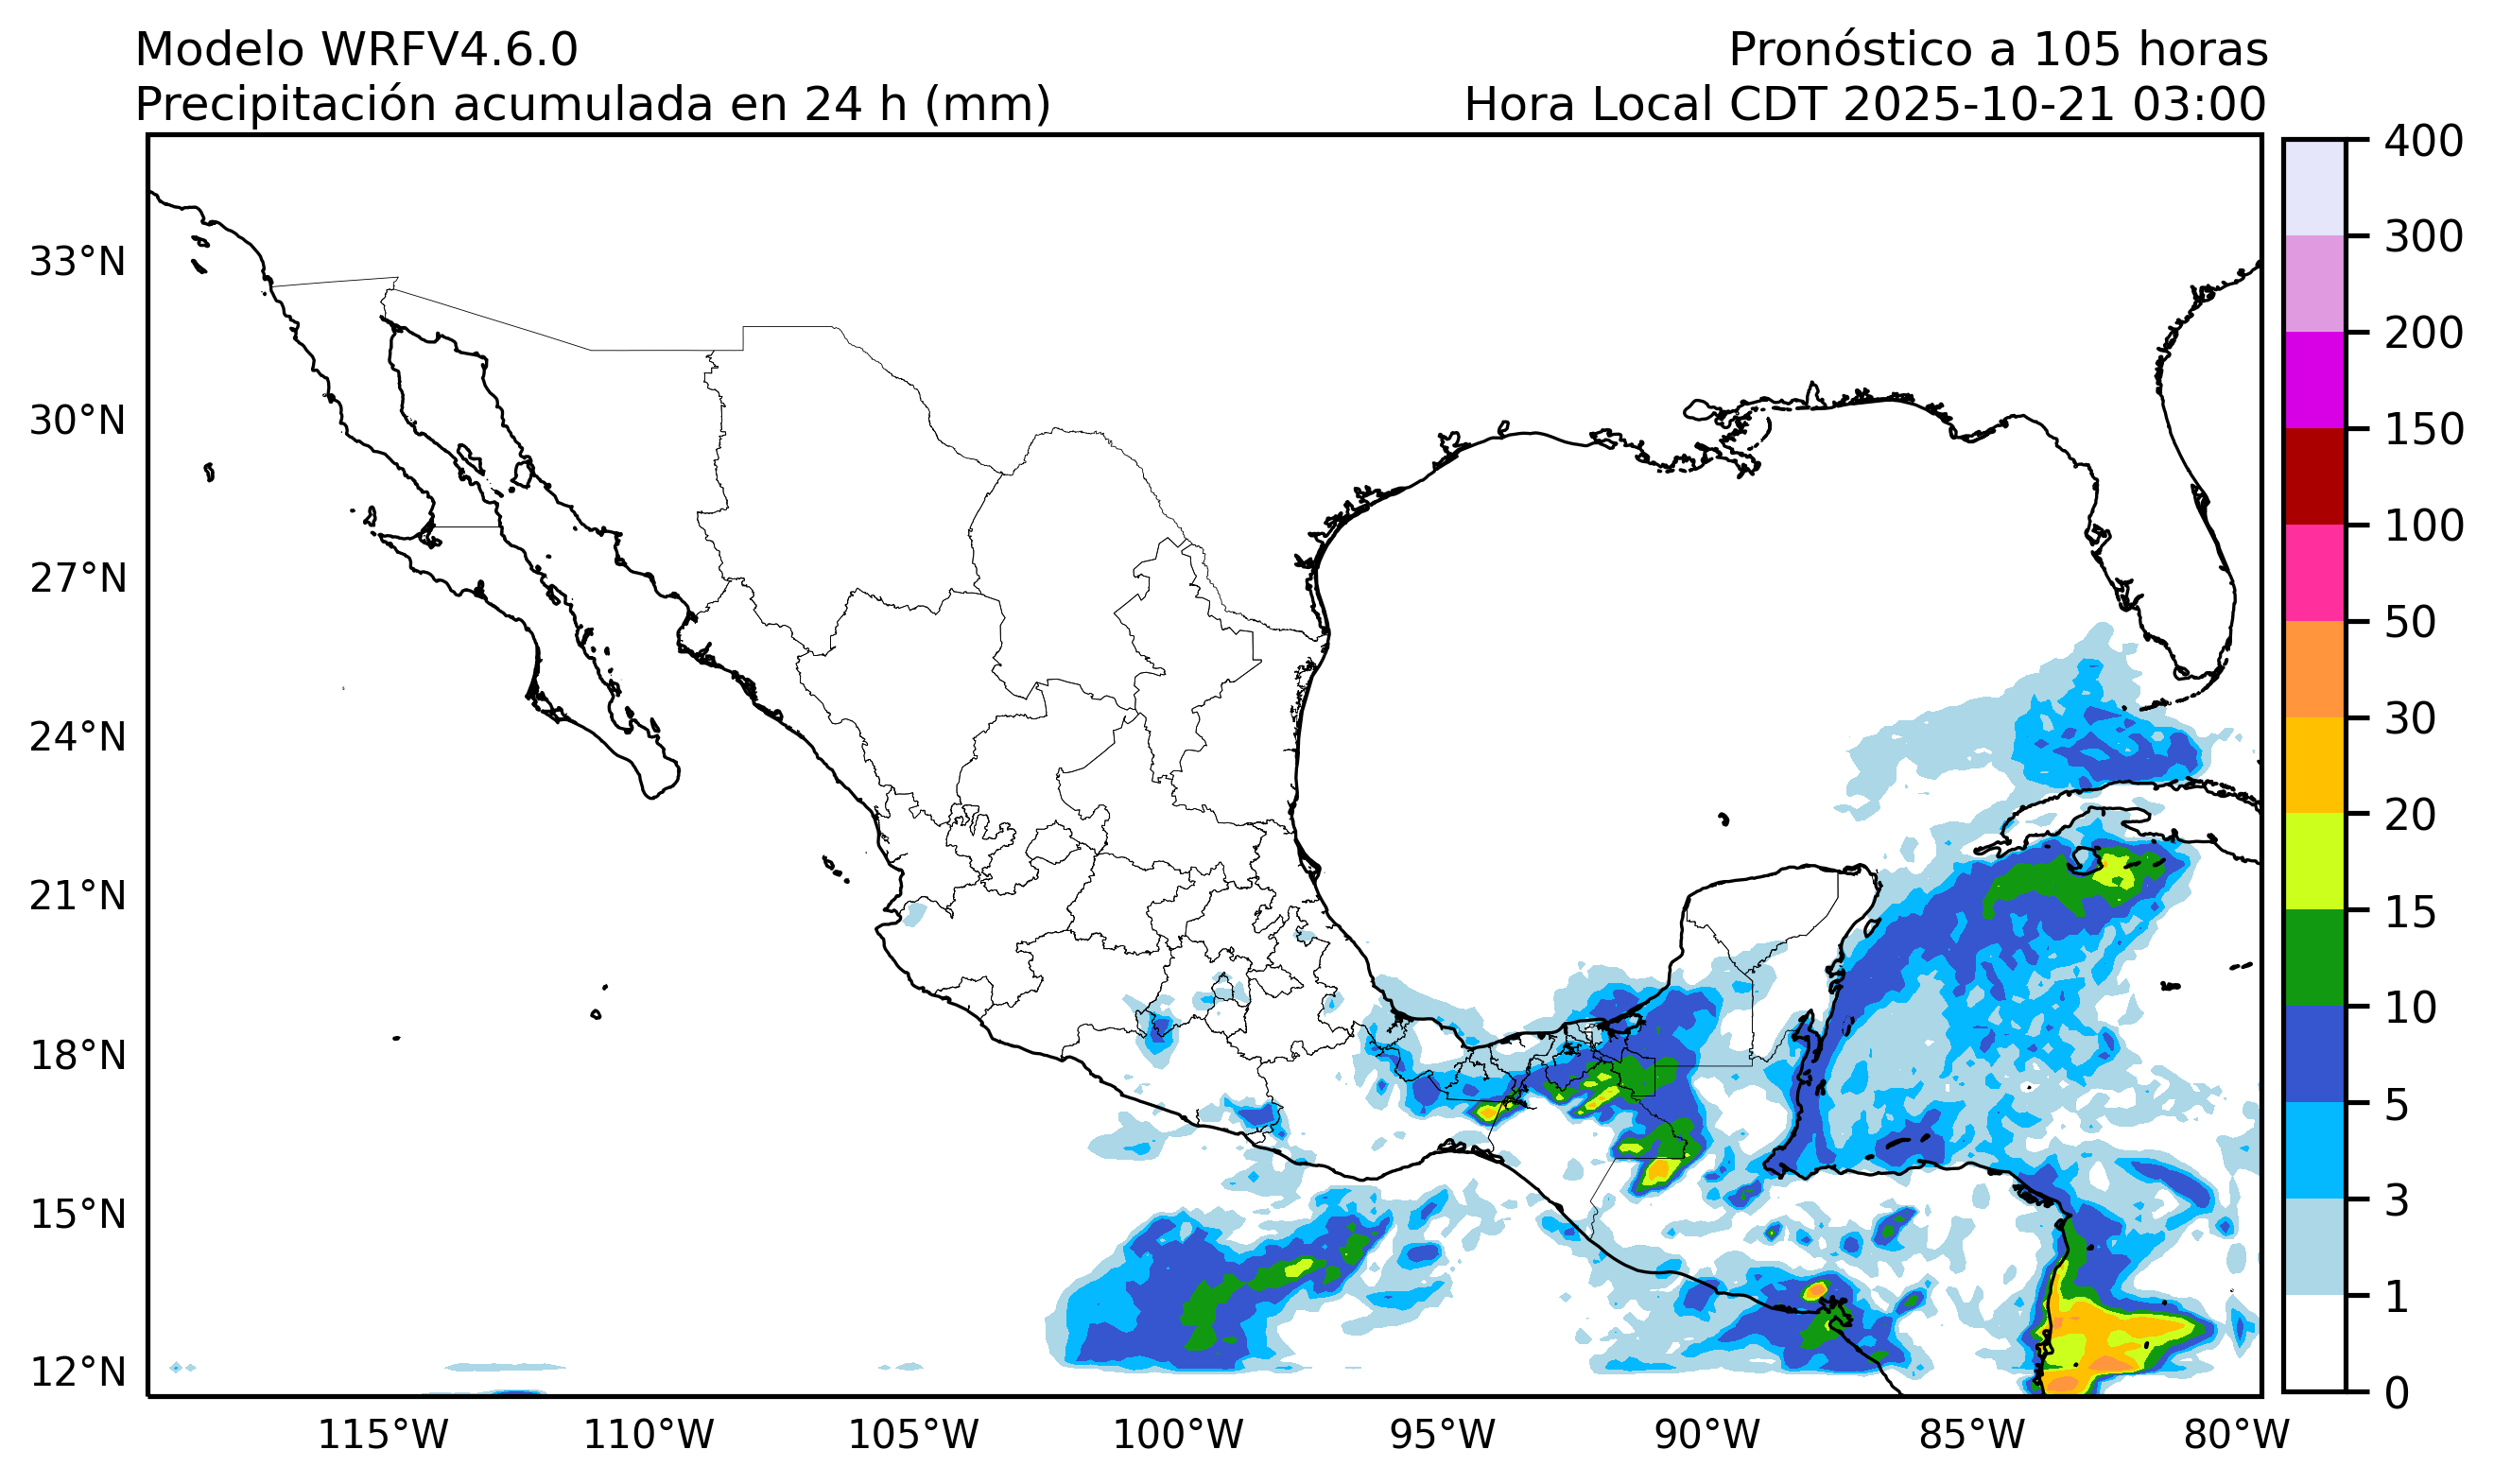 Modelo WRFV4.6.0
Pronóstico a 105 horas
Precipitación acumulada en 24 h (mm)
Hora Local CDT 2025-10-21 03:00
33°N
30°N
27°N
24°N
21°N
18°N
15°N
12°N
115°W
110°W
105°W
100°W
95°W
90°W
85°W
80°W
400
300
200
150
100
50
30
20
15
10
5
3
1
0